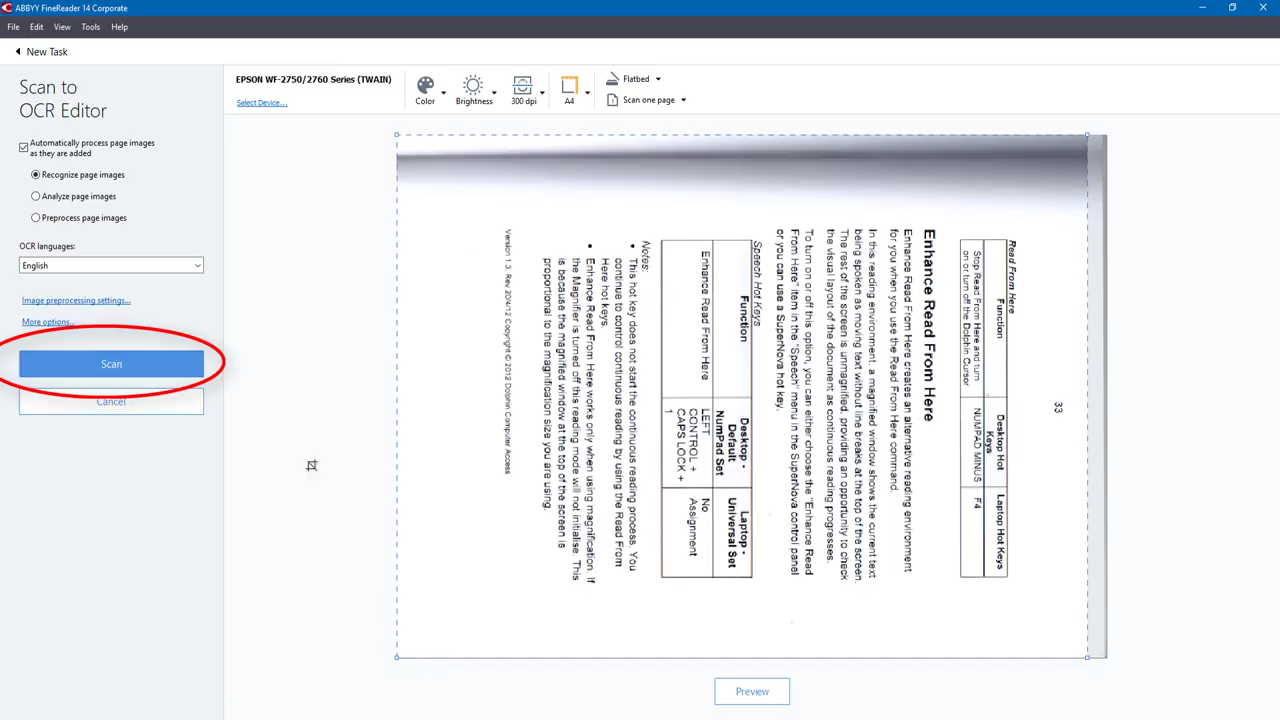 ABBYY FineReader 14 Corporate
File Edit View Tools Help
New Task
Scan to
OCR Editor
Automatically process page images
as they are added
Recognize page images
Analyze page images
Preprocess page images
OCR languages:
English
Image preprocessing settings...
More options...
Scan
Cancel
EPSON WF-2750/2760 Series (TWAIN)
Select Device...
Color
Brightness
300 dpi
A4
Flatbed
Scan one page
33
Read From Here
Function
Desktop Hot
Keys
Laptop Hot Keys
Stop Read From Here and turn
on or turn off the Dolphin Cursor
NUMPAD MINUS
F4
Enhance Read From Here
Enhance Read From Here creates an alternative reading environment
for you when you use the Read From Here command.
In this reading environment, a magnified window shows the current text
being spoken as moving text without line breaks at the top of the screen.
The rest of the screen is unmagnified, providing an opportunity to check
the visual layout of the document as continuous reading progresses.
To turn on or off this option, you can either choose the "Enhance Read
From Here" item in the "Speech" menu in the SuperNova control panel
or you can use a SuperNova hot key.
Speech Hot Keys
Function
Desktop -
Default
NumPad Set
Laptop -
Universal Set
Enhance Read From Here
LEFT
CONTROL +
CAPS LOCK +
1
No
Assignment
Notes:
• This hot key does not start the continuous reading process. You
continue to control continuous reading by using the Read From
Here hot keys.
• Enhance Read From Here works only when using magnification. If
the Magnifier is turned off this reading mode will not initialise. This
is because the magnified window at the top of the screen is
proportional to the magnification size you are using.
Version 1.3. Rev 20/4/12 Copyright © 2012 Dolphin Computer Access
Preview